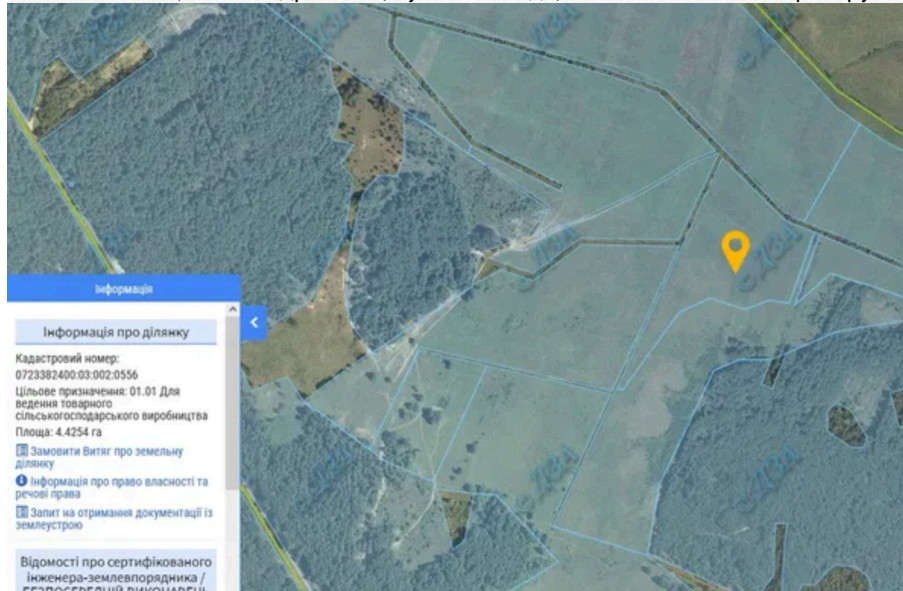 © ДЗА
© ДЗА
Інформація
Інформація про ділянку
Кадастровий номер:
0723382400:03:002:0556
Цільове призначення: 01.01 Для
ведення товарного
сільськогосподарського виробництва
Площа: 4.4254 га
Замовити Витяг про земельну
ділянку
Інформація про право власності та
речові права
Запит на отримання документації із
землеустрою
Відомості про сертифікованого
інженера-землевпорядника /